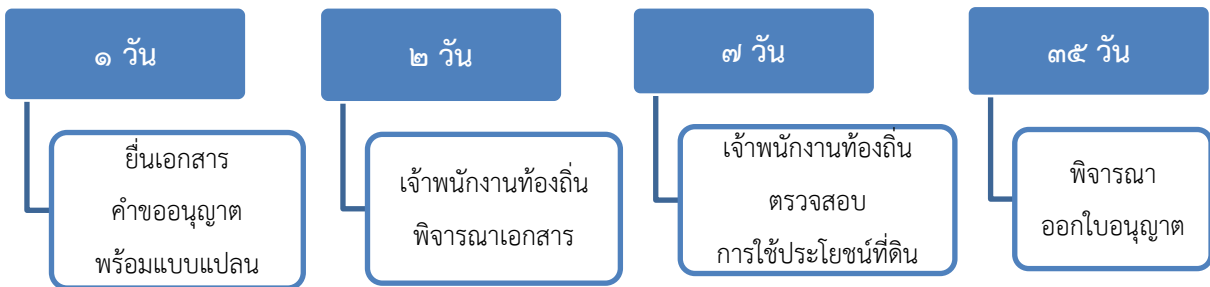 ๑ วัน
ยื่นเอกสาร
คำขออนุญาต
พร้อมแบบแปลน
๒ วัน
เจ้าพนักงานท้องถิ่น
พิจารณาเอกสาร
๗ วัน
เจ้าพนักงานท้องถิ่น
ตรวจสอบ
การใช้ประโยชน์ที่ดิน
๓๕ วัน
พิจารณา
ออกใบอนุญาต